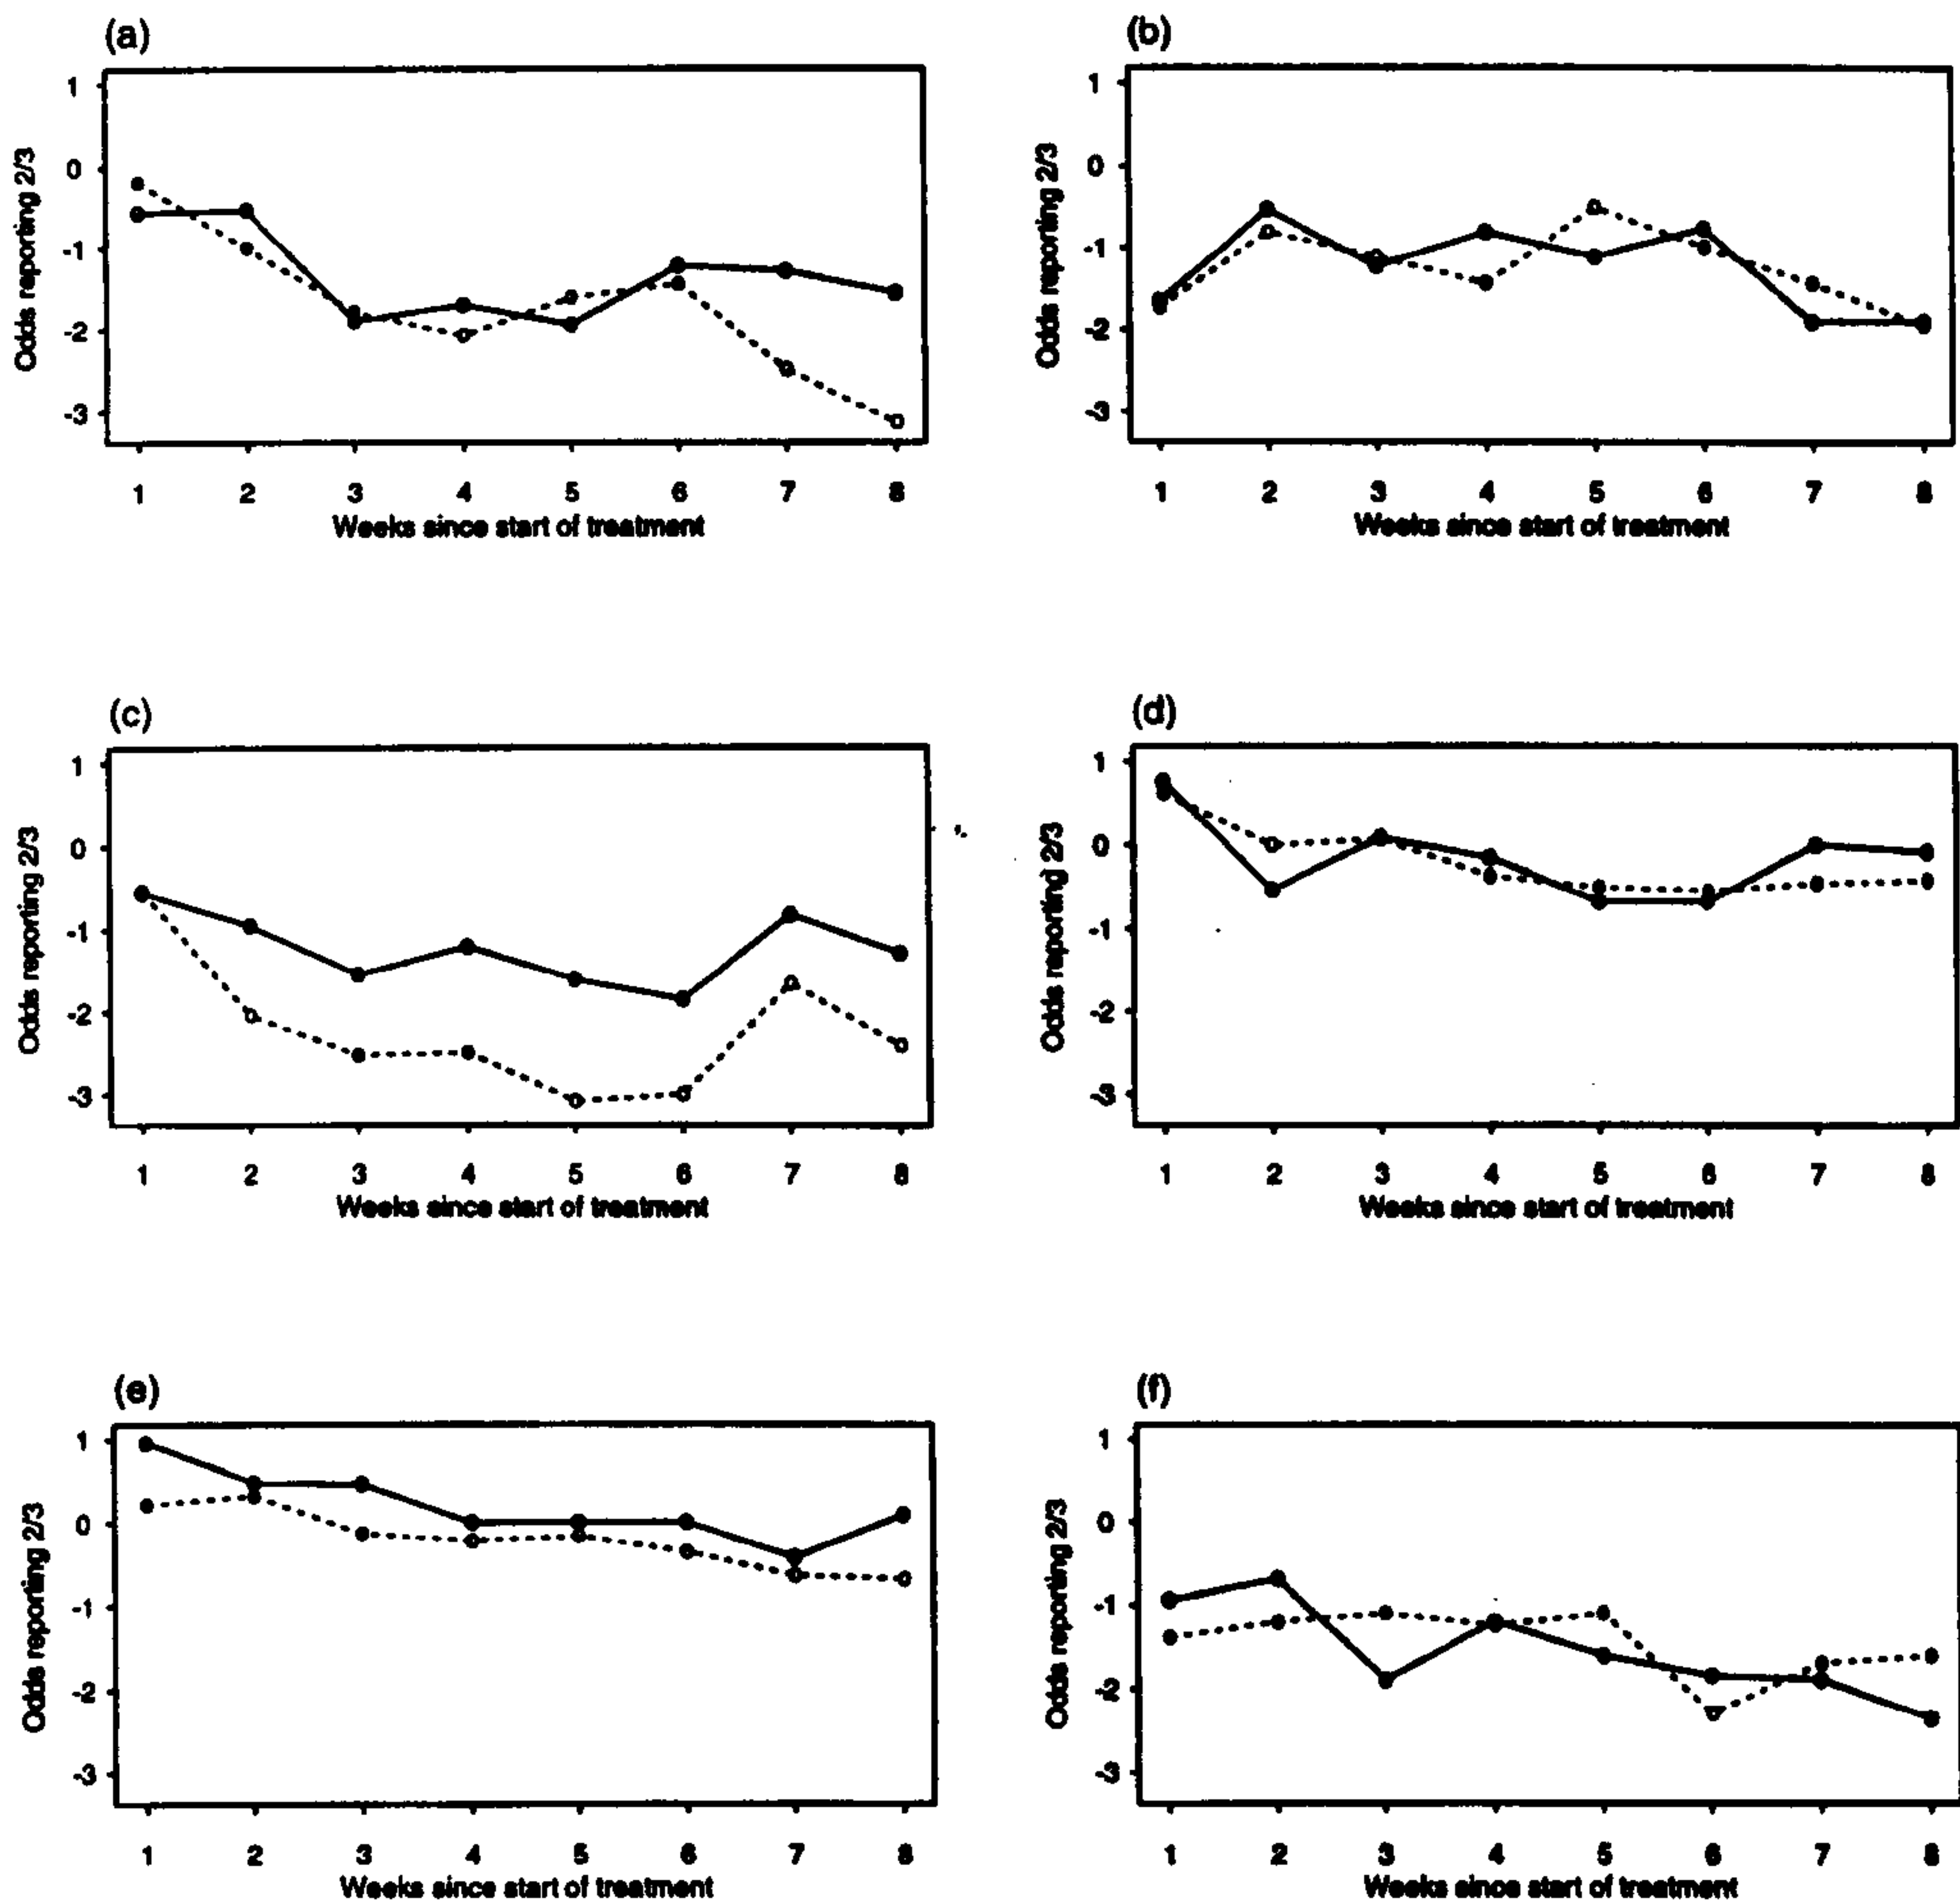 (a)
1
0
-1
-2
-3
Odds reporting 2/3
1 2 3 4 5 6 7 8
Weeks since start of treatment
(b)
1
0
-1
-2
-3
Odds reporting 2/3
1 2 3 4 5 6 7 8
Weeks since start of treatment
(c)
1
0
-1
-2
-3
Odds reporting 2/3
1 2 3 4 5 6 7 8
Weeks since start of treatment
(d)
1
0
-1
-2
-3
Odds reporting 2/3
1 2 3 4 5 6 7 8
Weeks since start of treatment
(e)
1
0
-1
-2
-3
Odds reporting 2/3
1 2 3 4 5 6 7 8
Weeks since start of treatment
(f)
1
0
-1
-2
-3
Odds reporting 2/3
1 2 3 4 5 6 7 8
Weeks since start of treatment